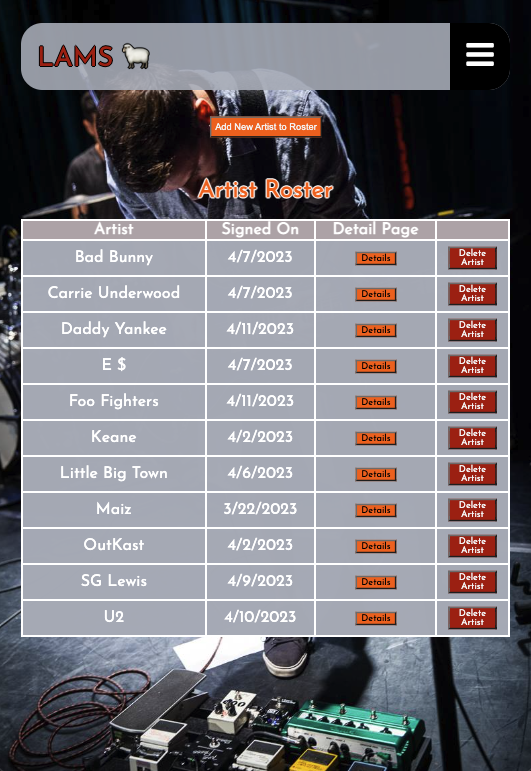 LAMS
Add New Artist to Roster
Artist Roster
Artist Signed On Detail Page
Bad Bunny 4/7/2023 Details Delete Artist
Carrie Underwood 4/7/2023 Details Delete Artist
Daddy Yankee 4/11/2023 Details Delete Artist
E $ 4/7/2023 Details Delete Artist
Foo Fighters 4/11/2023 Details Delete Artist
Keane 4/2/2023 Details Delete Artist
Little Big Town 4/6/2023 Details Delete Artist
Maiz 3/22/2023 Details Delete Artist
OutKast 4/2/2023 Details Delete Artist
SG Lewis 4/9/2023 Details Delete Artist
U2 4/10/2023 Details Delete Artist